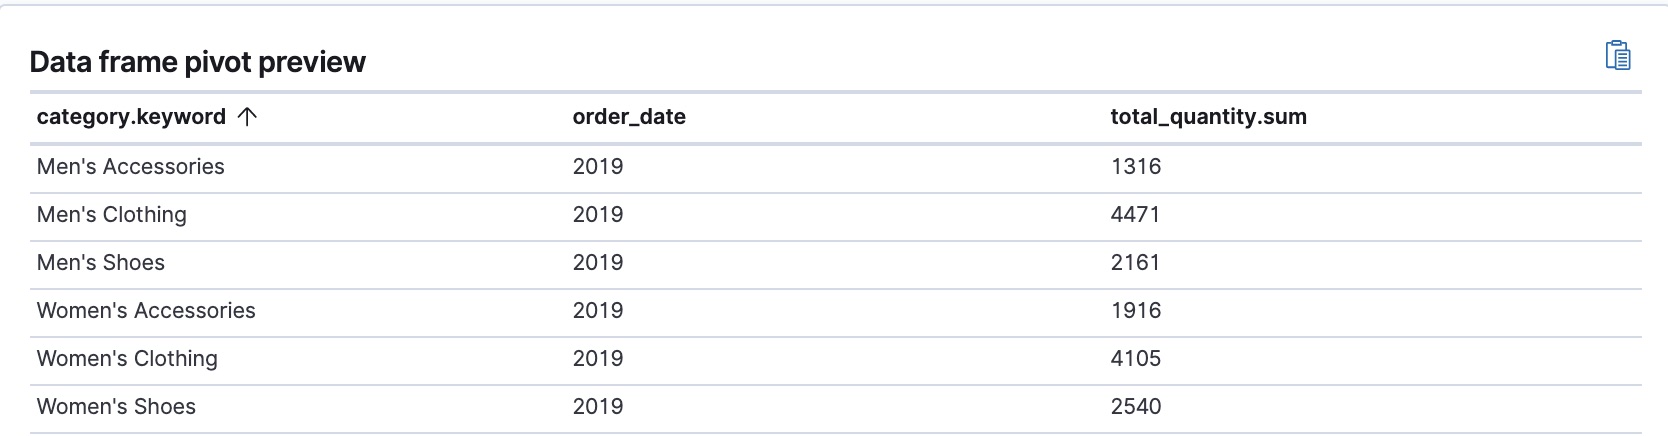 Data frame pivot preview
category.keyword ↑ order_date total_quantity.sum
Men's Accessories 2019 1316
Men's Clothing 2019 4471
Men's Shoes 2019 2161
Women's Accessories 2019 1916
Women's Clothing 2019 4105
Women's Shoes 2019 2540